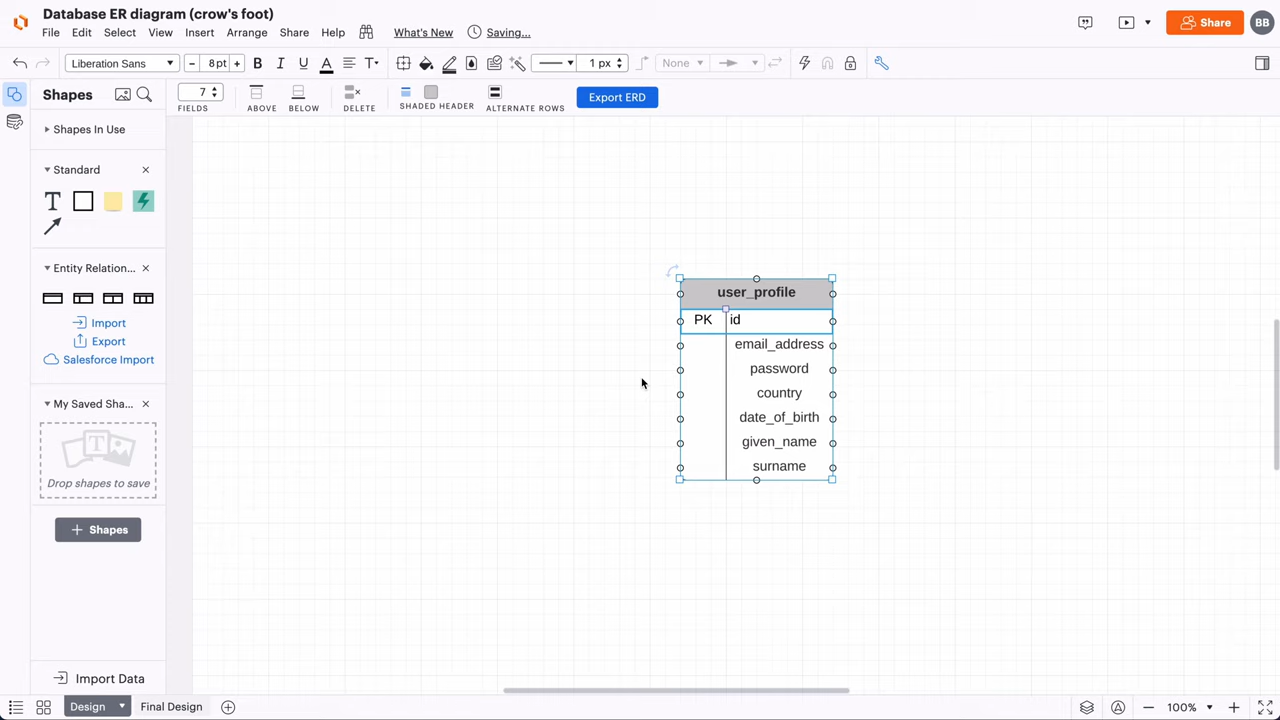 Database ER diagram (crow's foot)
File Edit Select View Insert Arrange Share Help What's New Saving...
Share
BB
Liberation Sans 8pt B I U A T 1 px None
Shapes
7
FIELDS
ABOVE
BELOW
DELETE
SHADED HEADER
ALTERNATE ROWS
Export ERD
Shapes In Use
Standard
T
Entity Relation...
Import
Export
Salesforce Import
My Saved Sha...
T
Drop shapes to save
+ Shapes
Import Data
user_profile
PK id
email_address
password
country
date_of_birth
given_name
surname
Design Final Design
100%